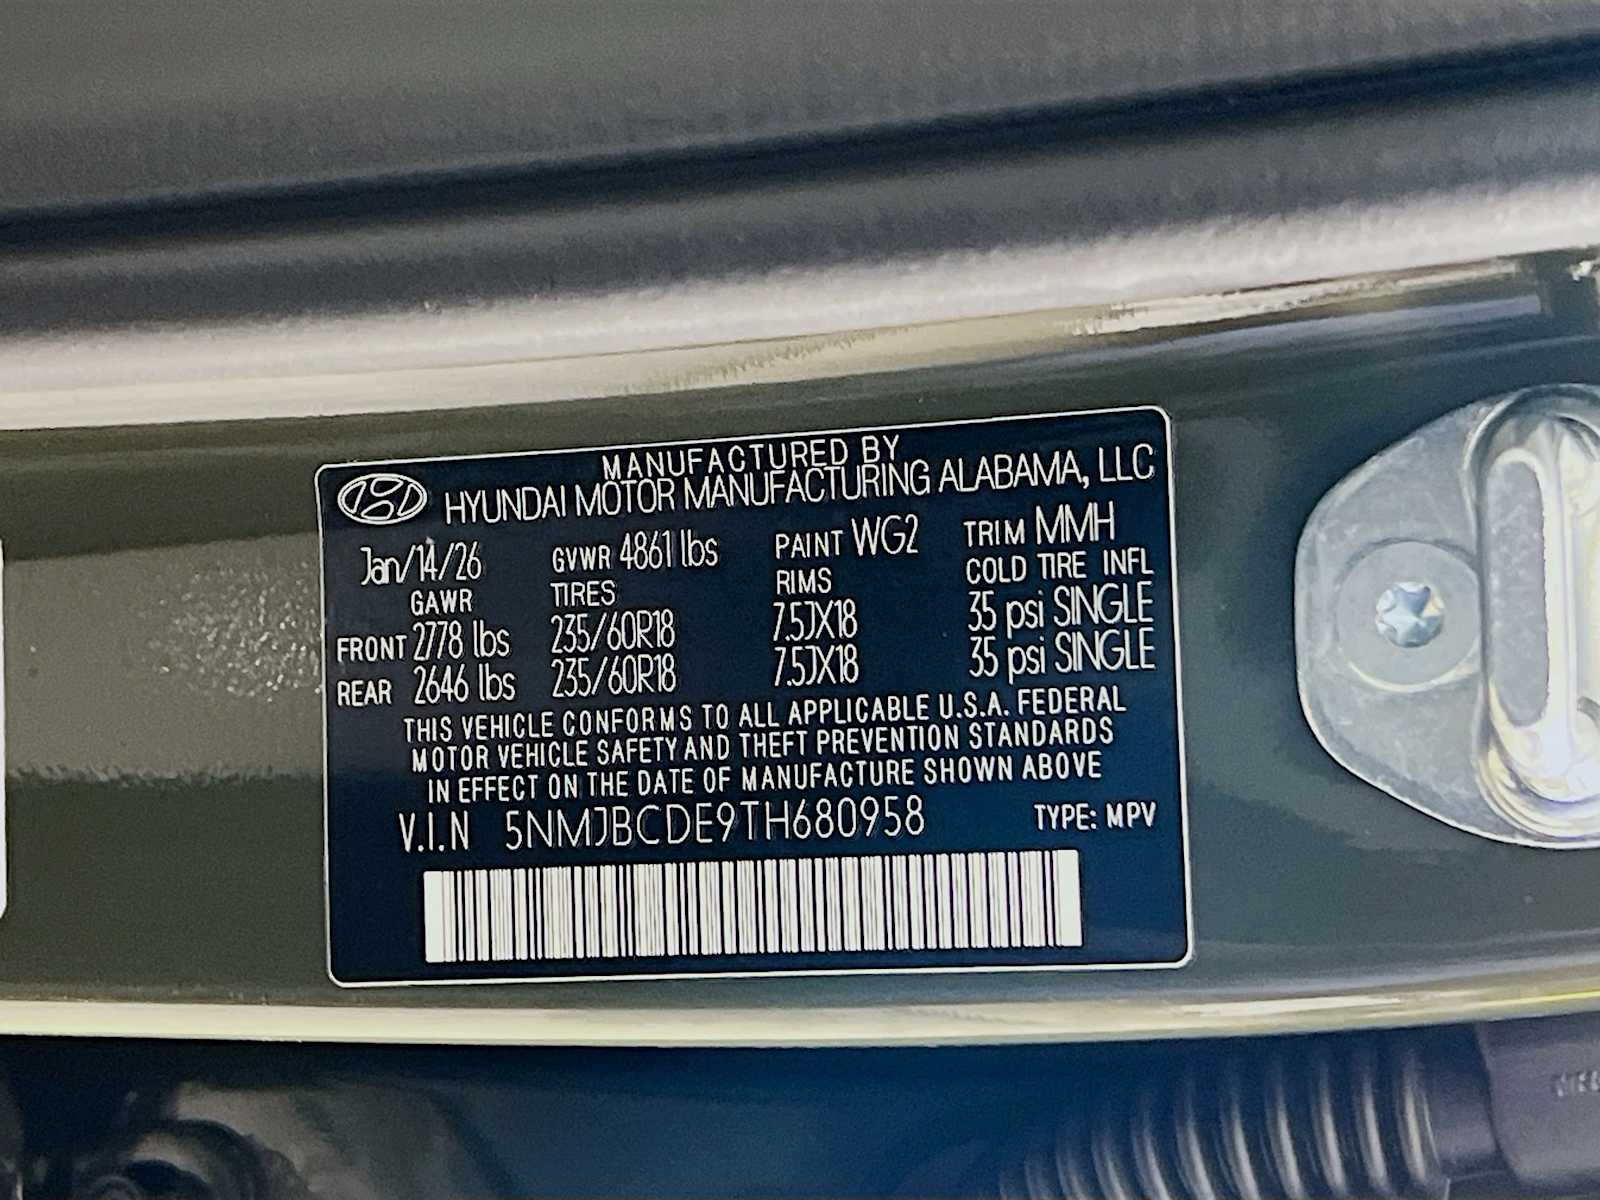 MANUFACTURED BY
HYUNDAI MOTOR MANUFACTURING ALABAMA, LLC
Jan/14/26 GVWR 4861 lbs PAINT WG2 TRIM MMH
GAWR TIRES RIMS COLD TIRE INFL
FRONT 2778 lbs 235/60R18 7.5JX18 35 psi SINGLE
REAR 2646 lbs 235/60R18 7.5JX18 35 psi SINGLE
THIS VEHICLE CONFORMS TO ALL APPLICABLE U.S.A. FEDERAL
MOTOR VEHICLE SAFETY AND THEFT PREVENTION STANDARDS
IN EFFECT ON THE DATE OF MANUFACTURE SHOWN ABOVE
V.I.N 5NMJBCDE9TH680958 TYPE: MPV